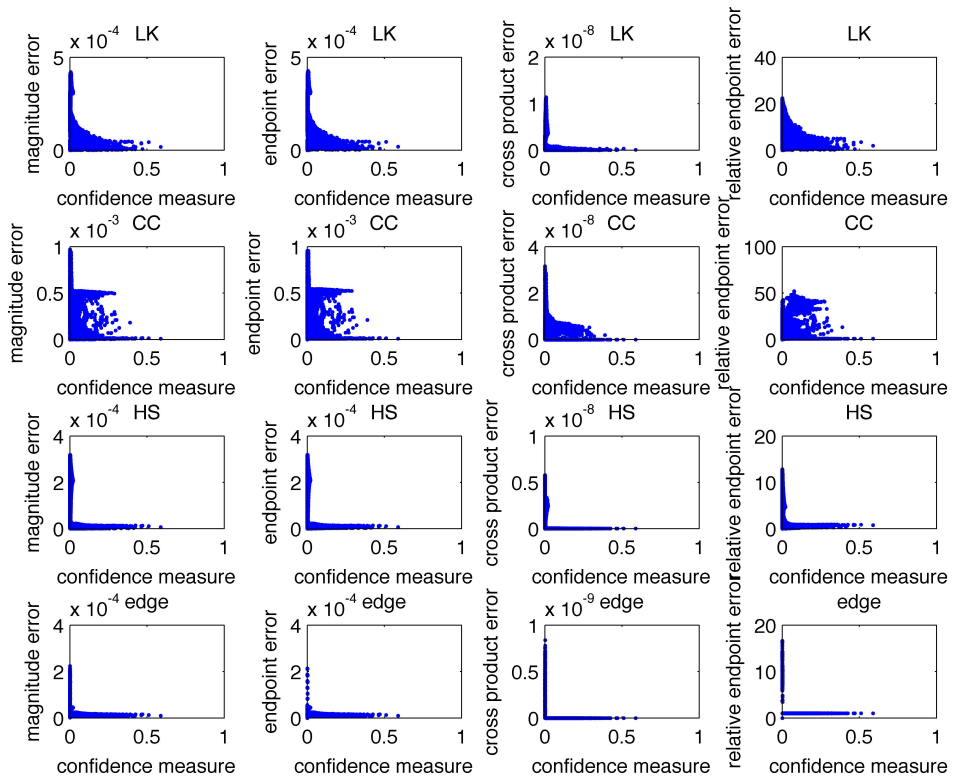 x 10⁻⁴ LK
magnitude error
5
0
0 0.5 1
confidence measure
x 10⁻⁴ LK
endpoint error
5
0
0 0.5 1
confidence measure
x 10⁻⁸ LK
cross product error
2
1
0
0 0.5 1
confidence measure
LK
relative endpoint error
40
20
0
0 0.5 1
confidence measure
x 10⁻³ CC
magnitude error
1
0.5
0
0 0.5 1
confidence measure
x 10⁻³ CC
endpoint error
1
0.5
0
0 0.5 1
confidence measure
x 10⁻⁸ CC
cross product error
4
2
0
0 0.5 1
confidence measure
CC
relative endpoint error
100
50
0
0 0.5 1
confidence measure
x 10⁻⁴ HS
magnitude error
4
2
0
0 0.5 1
confidence measure
x 10⁻⁴ HS
endpoint error
4
2
0
0 0.5 1
confidence measure
x 10⁻⁸ HS
cross product error
1
0.5
0
0 0.5 1
confidence measure
HS
relative endpoint error
20
10
0
0 0.5 1
confidence measure
x 10⁻⁴ edge
magnitude error
4
2
0
0 0.5 1
confidence measure
x 10⁻⁴ edge
endpoint error
4
2
0
0 0.5 1
confidence measure
x 10⁻⁹ edge
cross product error
1
0.5
0
0 0.5 1
confidence measure
edge
relative endpoint error
20
10
0
0 0.5 1
confidence measure